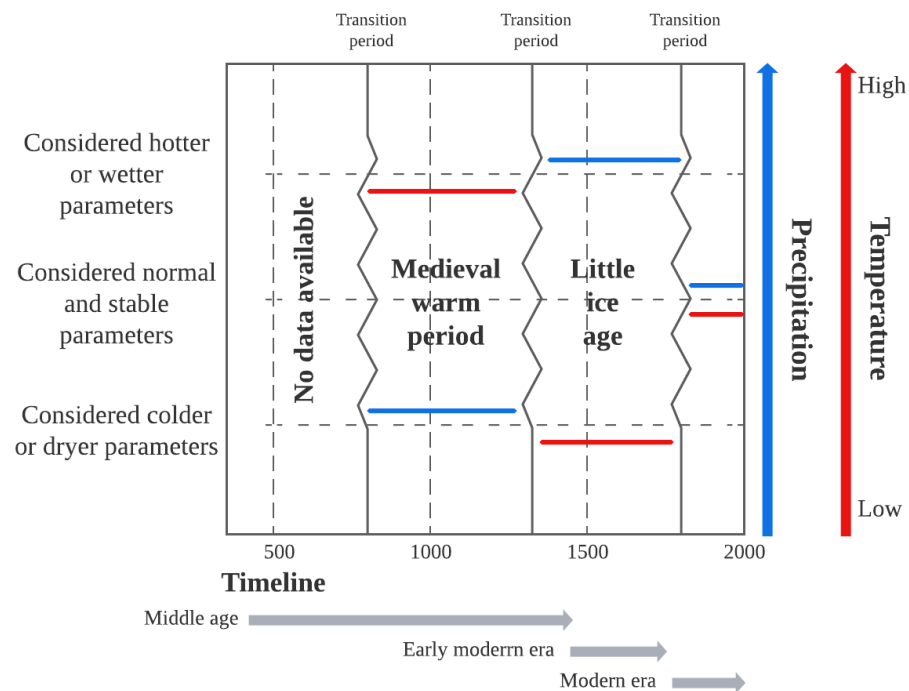 Transition
period
Transition
period
Transition
period
High
Considered hotter
or wetter
parameters
Considered normal
and stable
parameters
Considered colder
or dryer parameters
No data available
Medieval
warm
period
Little
ice
age
Precipitation
Temperature
Low
500
1000
1500
2000
Timeline
Middle age
Early moderrn era
Modern era